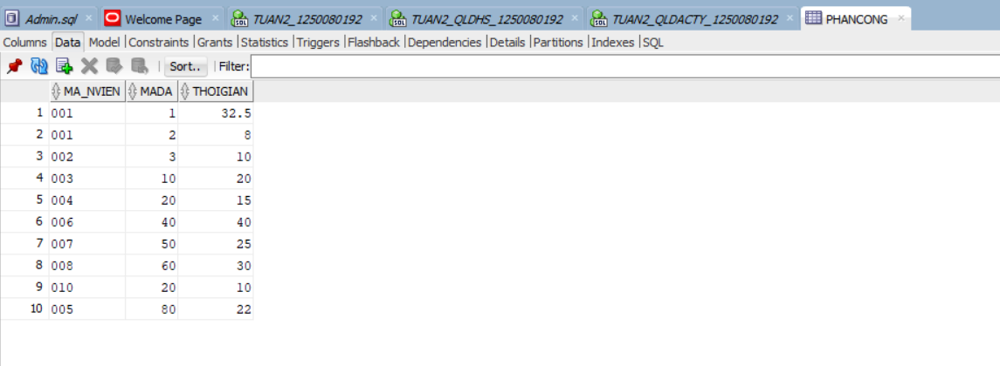 Admin.sql × Welcome Page × TUAN2_1250080192 × TUAN2_QLDHS_1250080192 × TUAN2_QLDACTY_1250080192 × PHANCONG ×
Columns Data Model Constraints Grants Statistics Triggers Flashback Dependencies Details Partitions Indexes SQL
Sort.. Filter:
MA_NVIEN MADA THOIGIAN
1 001 1 32.5
2 001 2 8
3 002 3 10
4 003 10 20
5 004 20 15
6 006 40 40
7 007 50 25
8 008 60 30
9 010 20 10
10 005 80 22